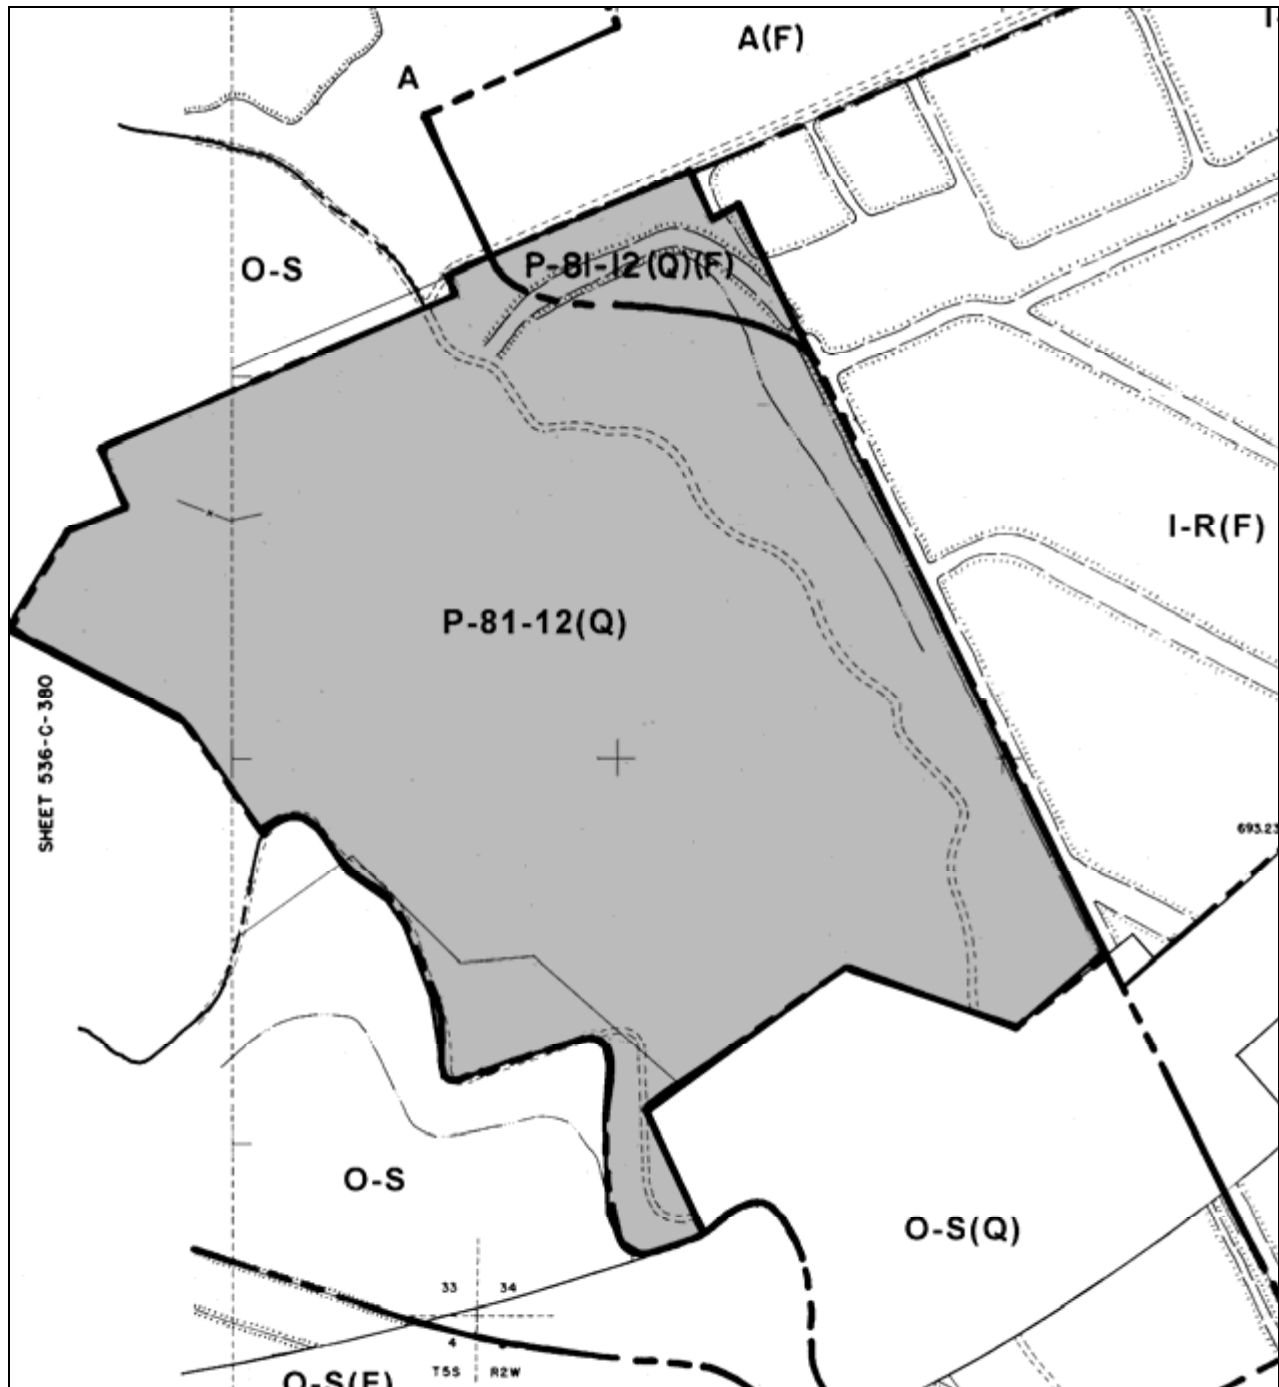 A(F)
A
O-S
P-81-12(Q)(F)
I-R(F)
P-81-12(Q)
SHEET 536-C-380
693.23
O-S
O-S(Q)
33
34
4
T5S
R2W
O-S(F)